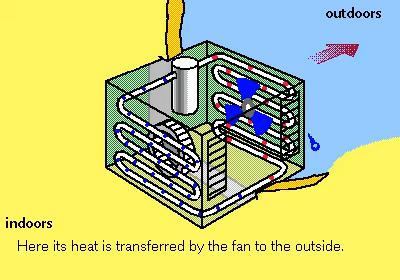 outdoors
indoors
Here its heat is transferred by the fan to the outside.